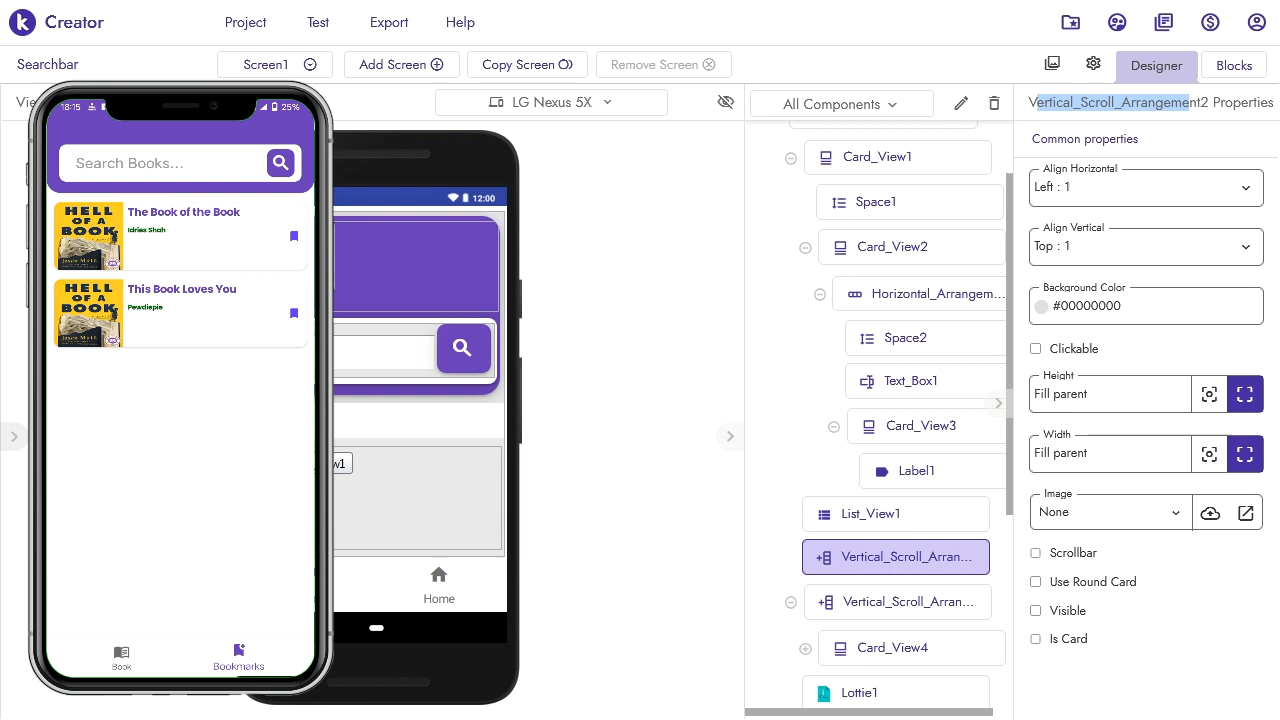 Creator
Project
Test
Export
Help
Searchbar
Screen1
Add Screen
Copy Screen
Remove Screen
Designer
Blocks
LG Nexus 5X
All Components
Vertical_Scroll_Arrangement2 Properties
18:15
25%
Search Books...
HELL
OF A
BOOK
The Book of the Book
Idries Shah
HELL
OF A
BOOK
This Book Loves You
Pewdiepie
Book
Bookmarks
12:00
Home
Card_View1
Space1
Card_View2
Horizontal_Arrangem...
Space2
Text_Box1
Card_View3
Label1
List_View1
Vertical_Scroll_Arran...
Vertical_Scroll_Arran...
Card_View4
Lottie1
Common properties
Align Horizontal
Left : 1
Align Vertical
Top : 1
Background Color
#00000000
Clickable
Height
Fill parent
Width
Fill parent
Image
None
Scrollbar
Use Round Card
Visible
Is Card